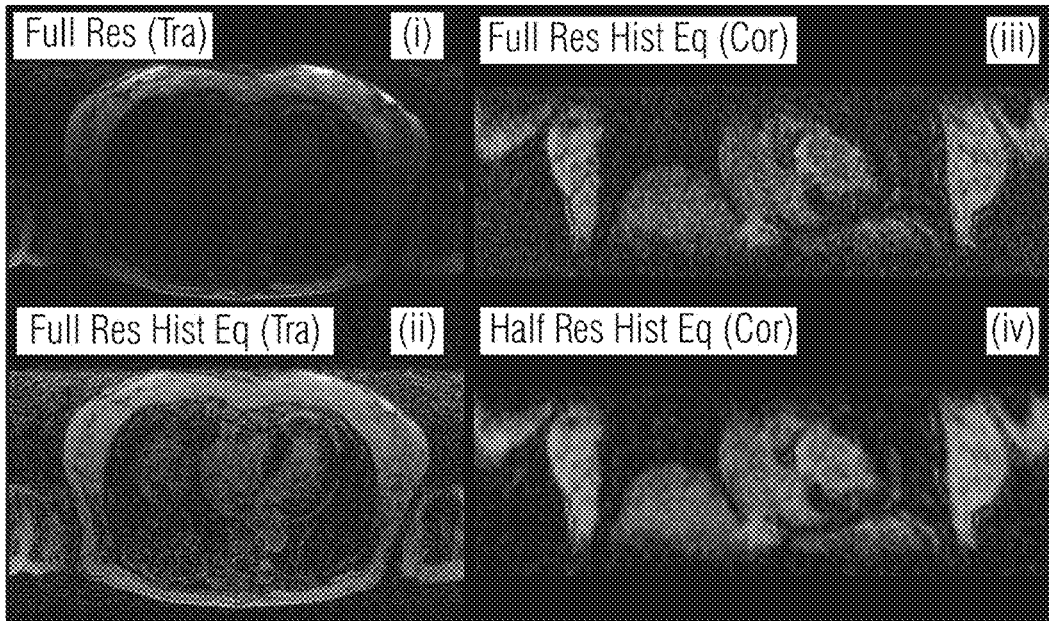 Full Res (Tra) (i)
Full Res Hist Eq (Cor) (iii)
Full Res Hist Eq (Tra) (ii)
Half Res Hist Eq (Cor) (iv)